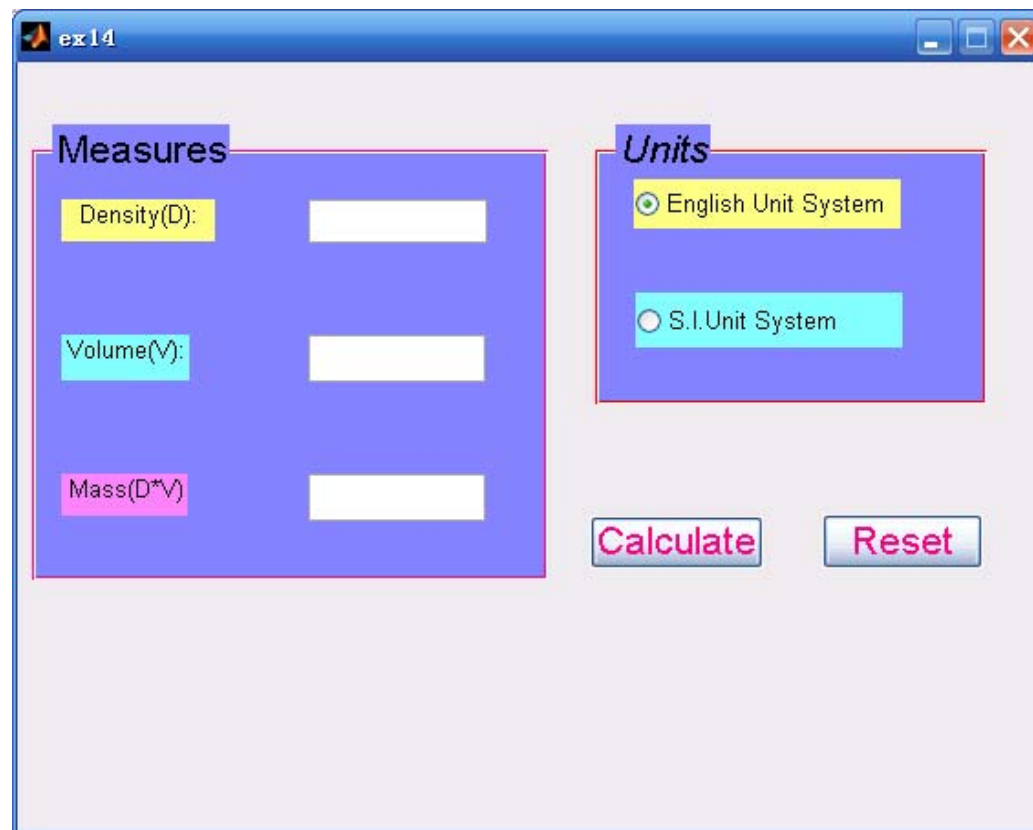 ex14
Measures
Density(D):
Volume(V):
Mass(D*V)
Units
English Unit System
S.I.Unit System
Calculate
Reset